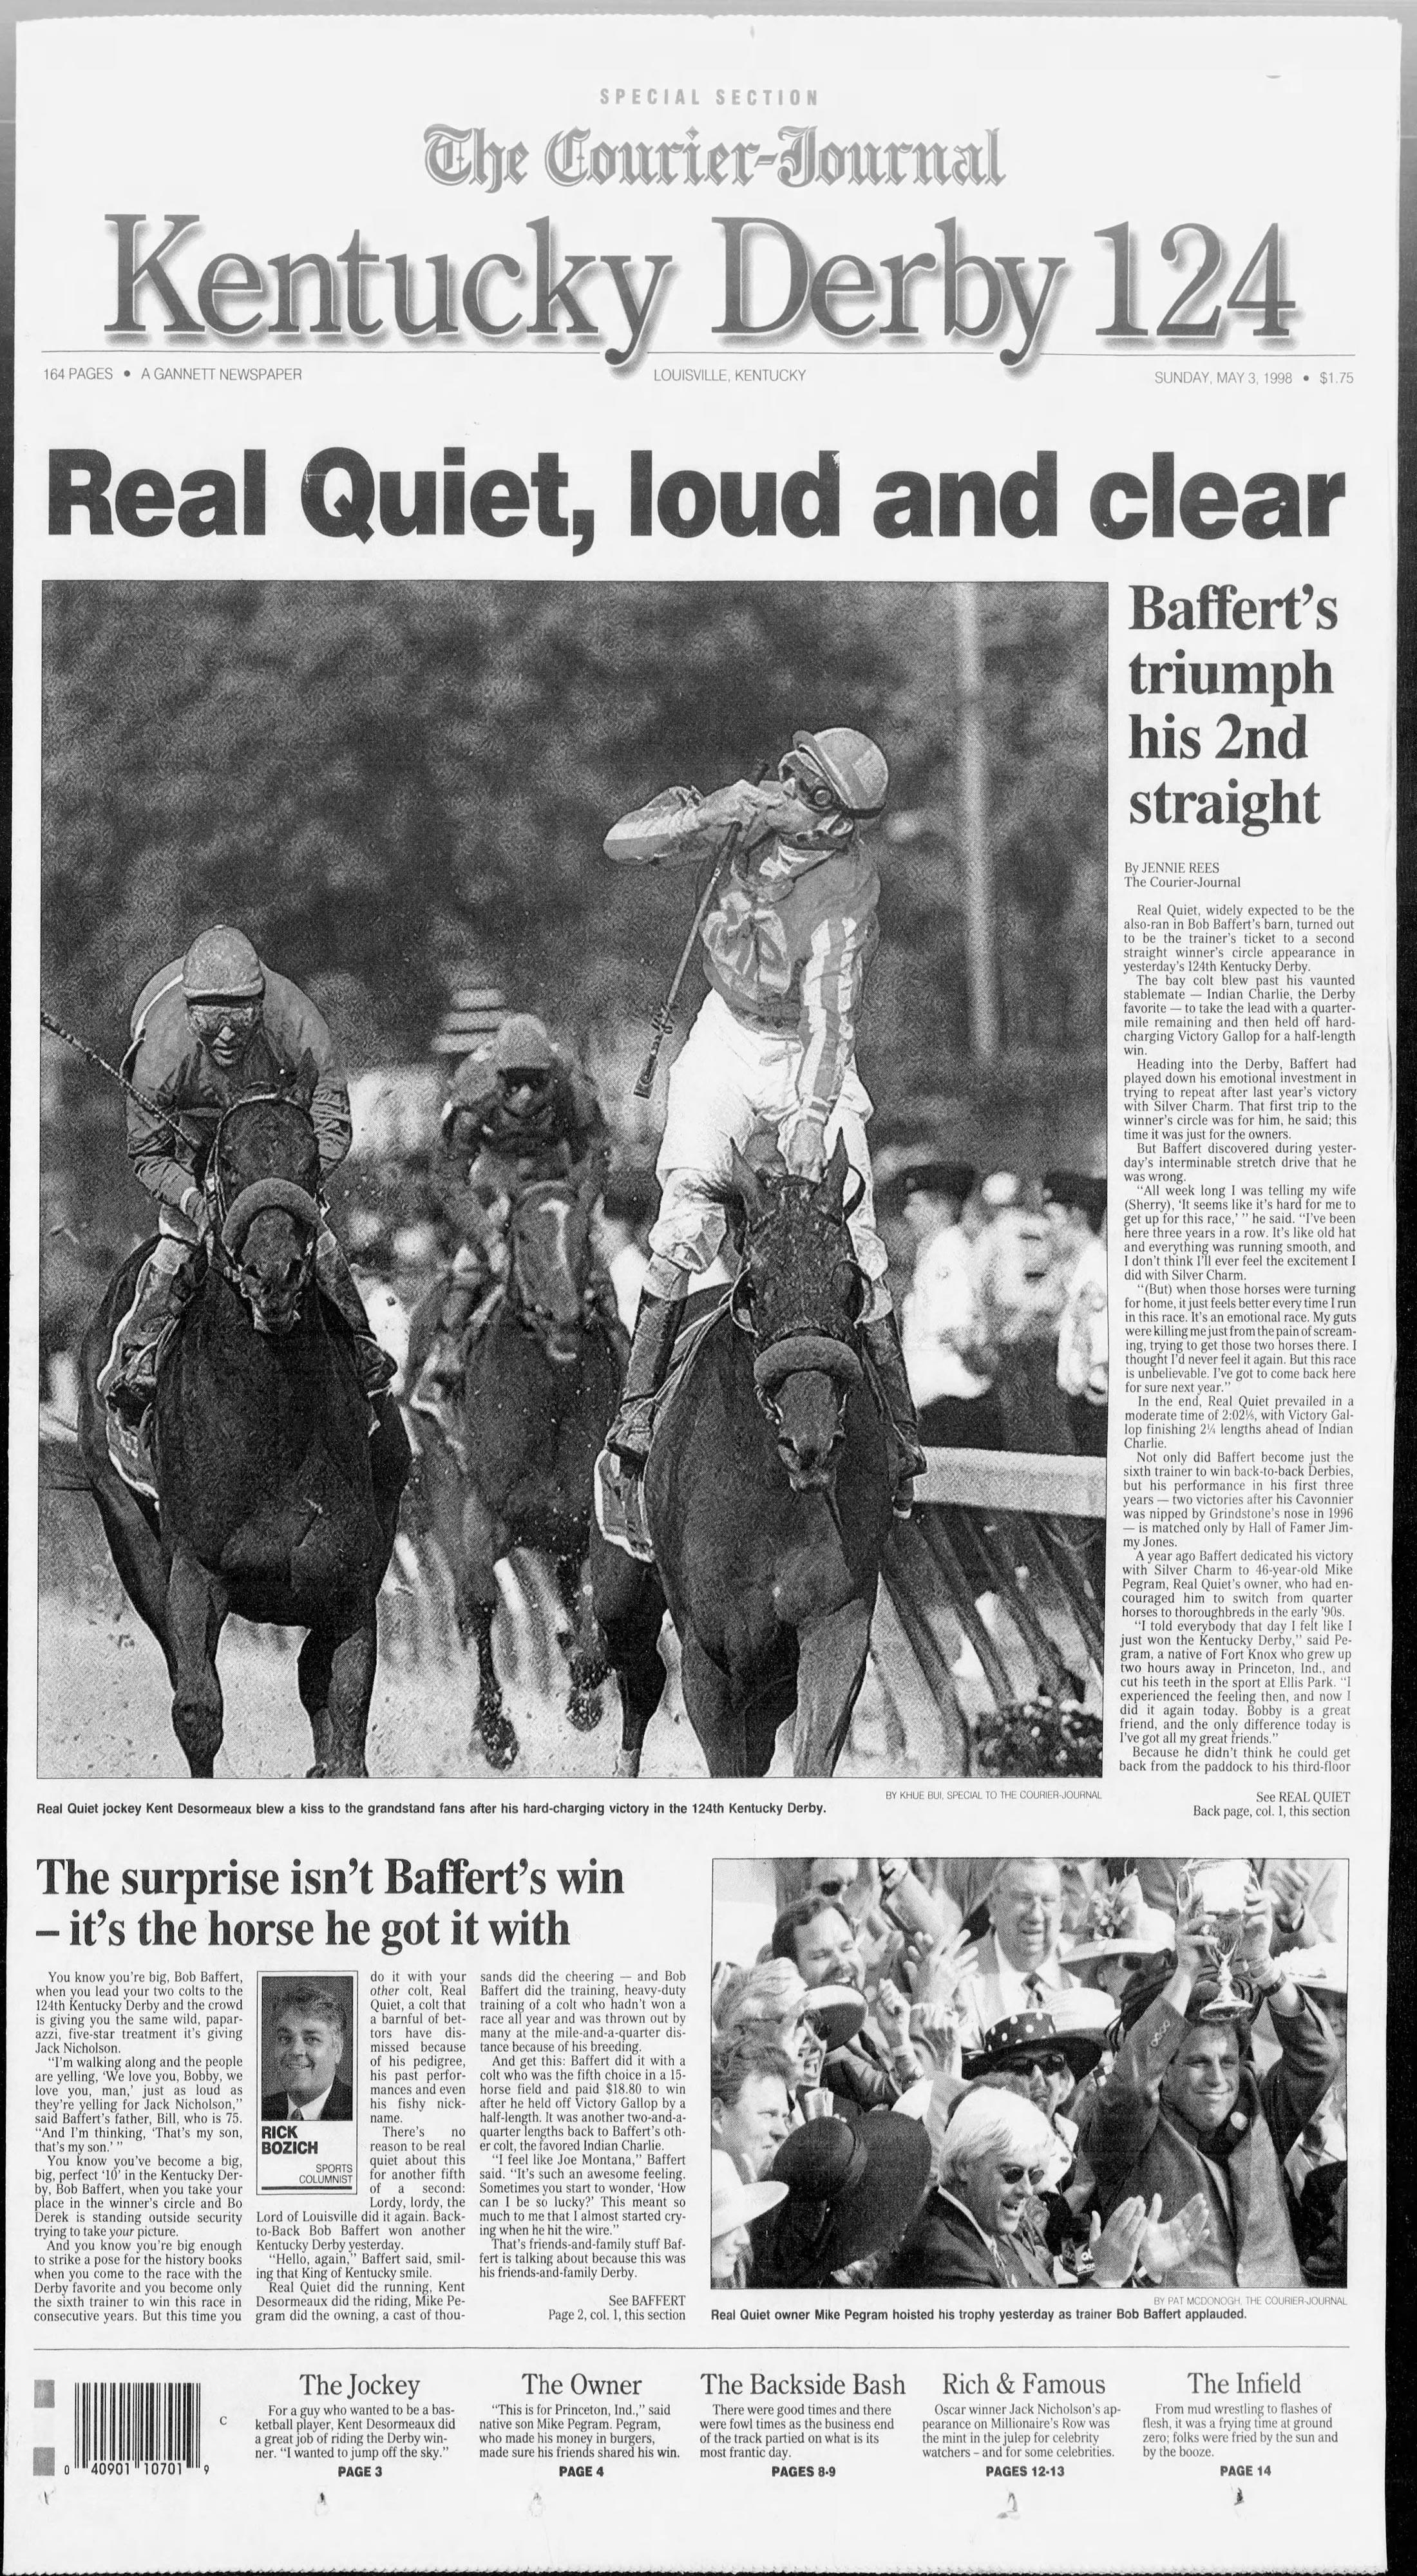 SPECIAL SECTION
The Courier-Journal
Kentucky Derby 124
164 PAGES • A GANNETT NEWSPAPER
LOUISVILLE, KENTUCKY
SUNDAY, MAY 3, 1998 • $1.75
Real Quiet, loud and clear
Baffert's
triumph
his 2nd
straight
By JENNIE REES
The Courier-Journal
Real Quiet, widely expected to be the
also-ran in Bob Baffert's barn, turned out
to be the trainer's ticket to a second
straight winner's circle appearance in
yesterday's 124th Kentucky Derby.
The bay colt blew past his vaunted
stablemate — Indian Charlie, the Derby
favorite — to take the lead with a quarter-
mile remaining and then held off hard-
charging Victory Gallop for a half-length
win.
Heading into the Derby, Baffert had
played down his emotional investment in
trying to repeat after last year's victory
with Silver Charm. That first trip to the
winner's circle was for him, he said; this
time it was just for the owners.
But Baffert discovered during yester-
day's interminable stretch drive that he
was wrong.
"All week long I was telling my wife
(Sherry), 'It seems like it's hard for me to
get up for this race,' " he said. "I've been
here three years in a row. It's like old hat
and everything was running smooth, and
I don't think I'll ever feel the excitement I
did with Silver Charm.
"(But) when those horses were turning
for home, it just feels better every time I run
in this race. It's an emotional race. My guts
were killing me just from the pain of scream-
ing, trying to get those two horses there. I
thought I'd never feel it again. But this race
is unbelievable. I've got to come back here
for sure next year."
In the end, Real Quiet prevailed in a
moderate time of 2:02⅕, with Victory Gal-
lop finishing 2¼ lengths ahead of Indian
Charlie.
Not only did Baffert become just the
sixth trainer to win back-to-back Derbies,
but his performance in his first three
years — two victories after his Cavonnier
was nipped by Grindstone's nose in 1996
— is matched only by Hall of Famer Jim-
my Jones.
A year ago Baffert dedicated his victory
with Silver Charm to 46-year-old Mike
Pegram, Real Quiet's owner, who had en-
couraged him to switch from quarter
horses to thoroughbreds in the early '90s.
"I told everybody that day I felt like I
just won the Kentucky Derby," said Pe-
gram, a native of Fort Knox who grew up
two hours away in Princeton, Ind., and
cut his teeth in the sport at Ellis Park. "I
experienced the feeling then, and now I
did it again today. Bobby is a great
friend, and the only difference today is
I've got all my great friends."
Because he didn't think he could get
back from the paddock to his third-floor
See REAL QUIET
Back page, col. 1, this section
BY KHUE BUI, SPECIAL TO THE COURIER-JOURNAL
Real Quiet jockey Kent Desormeaux blew a kiss to the grandstand fans after his hard-charging victory in the 124th Kentucky Derby.
The surprise isn't Baffert's win
– it's the horse he got it with
You know you're big, Bob Baffert,
when you lead your two colts to the
124th Kentucky Derby and the crowd
is giving you the same wild, papar-
azzi, five-star treatment it's giving
Jack Nicholson.
"I'm walking along and the people
are yelling, 'We love you, Bobby, we
love you, man,' just as loud as
they're yelling for Jack Nicholson,"
said Baffert's father, Bill, who is 75.
"And I'm thinking, 'That's my son,
that's my son.' "
You know you've become a big,
big, perfect '10' in the Kentucky Der-
by, Bob Baffert, when you take your
place in the winner's circle and Bo
Derek is standing outside security
trying to take your picture.
And you know you're big enough
to strike a pose for the history books
when you come to the race with the
Derby favorite and you become only
the sixth trainer to win this race in
consecutive years. But this time you
RICK
BOZICH
SPORTS
COLUMNIST
do it with your
other colt, Real
Quiet, a colt that
a barnful of bet-
tors have dis-
missed because
of his pedigree,
his past perfor-
mances and even
his fishy nick-
name.
There's no
reason to be real
quiet about this
for another fifth
of a second:
Lordy, lordy, the
Lord of Louisville did it again. Back-
to-Back Bob Baffert won another
Kentucky Derby yesterday.
"Hello, again," Baffert said, smil-
ing that King of Kentucky smile.
Real Quiet did the running, Kent
Desormeaux did the riding, Mike Pe-
gram did the owning, a cast of thou-
sands did the cheering — and Bob
Baffert did the training, heavy-duty
training of a colt who hadn't won a
race all year and was thrown out by
many at the mile-and-a-quarter dis-
tance because of his breeding.
And get this: Baffert did it with a
colt who was the fifth choice in a 15-
horse field and paid $18.80 to win
after he held off Victory Gallop by a
half-length. It was another two-and-a-
quarter lengths back to Baffert's oth-
er colt, the favored Indian Charlie.
"I feel like Joe Montana," Baffert
said. "It's such an awesome feeling.
Sometimes you start to wonder, 'How
can I be so lucky?' This meant so
much to me that I almost started cry-
ing when he hit the wire."
That's friends-and-family stuff Baf-
fert is talking about because this was
his friends-and-family Derby.
See BAFFERT
Page 2, col. 1, this section
BY PAT MCDONOGH, THE COURIER-JOURNAL
Real Quiet owner Mike Pegram hoisted his trophy yesterday as trainer Bob Baffert applauded.
0 40901 10701 9
C
The Jockey
For a guy who wanted to be a bas-
ketball player, Kent Desormeaux did
a great job of riding the Derby win-
ner. "I wanted to jump off the sky."
PAGE 3
The Owner
"This is for Princeton, Ind.," said
native son Mike Pegram. Pegram,
who made his money in burgers,
made sure his friends shared his win.
PAGE 4
The Backside Bash
There were good times and there
were fowl times as the business end
of the track partied on what is its
most frantic day.
PAGES 8-9
Rich & Famous
Oscar winner Jack Nicholson's ap-
pearance on Millionaire's Row was
the mint in the julep for celebrity
watchers – and for some celebrities.
PAGES 12-13
The Infield
From mud wrestling to flashes of
flesh, it was a frying time at ground
zero; folks were fried by the sun and
by the booze.
PAGE 14